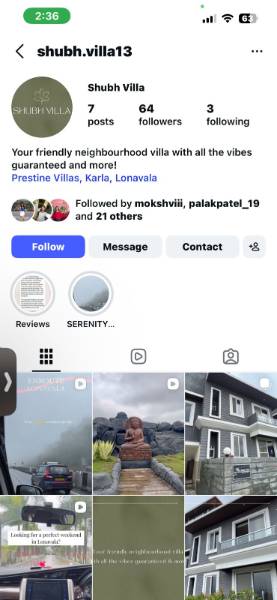 2:36
63
shubh.villa13
SHUBH VILLA
Shubh Villa
7 64 3
posts followers following
Your friendly neighbourhood villa with all the vibes
guaranteed and more!
Prestine Villas, Karla, Lonavala
Followed by mokshviii, palakpatel_19
and 21 others
Follow Message Contact
Reviews SERENITY...
Looking for a perfect weekend
in Lonavala?
Your friendly neighbourhood villa
with all the vibes guaranteed & more